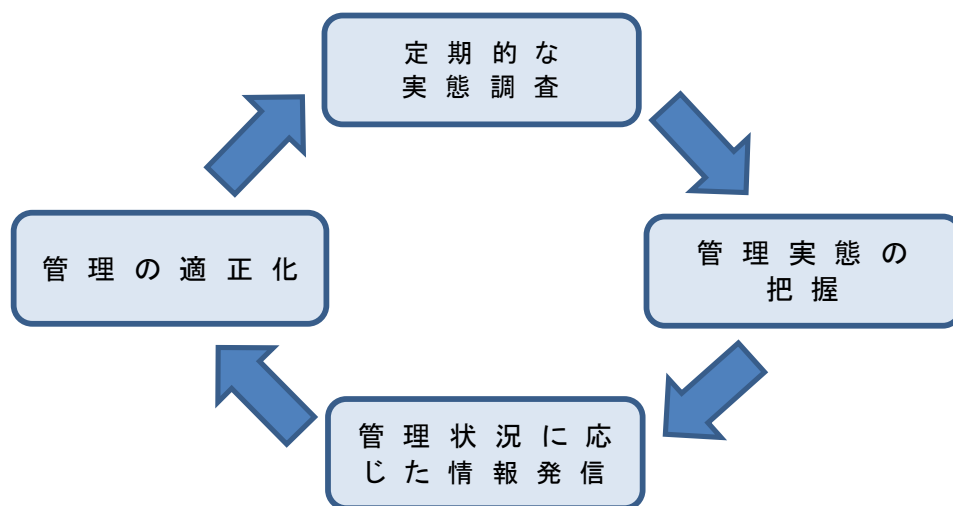 定期的な
実態調査
管理実態の
把握
管理の適正化
管理状況に応
じた情報発信